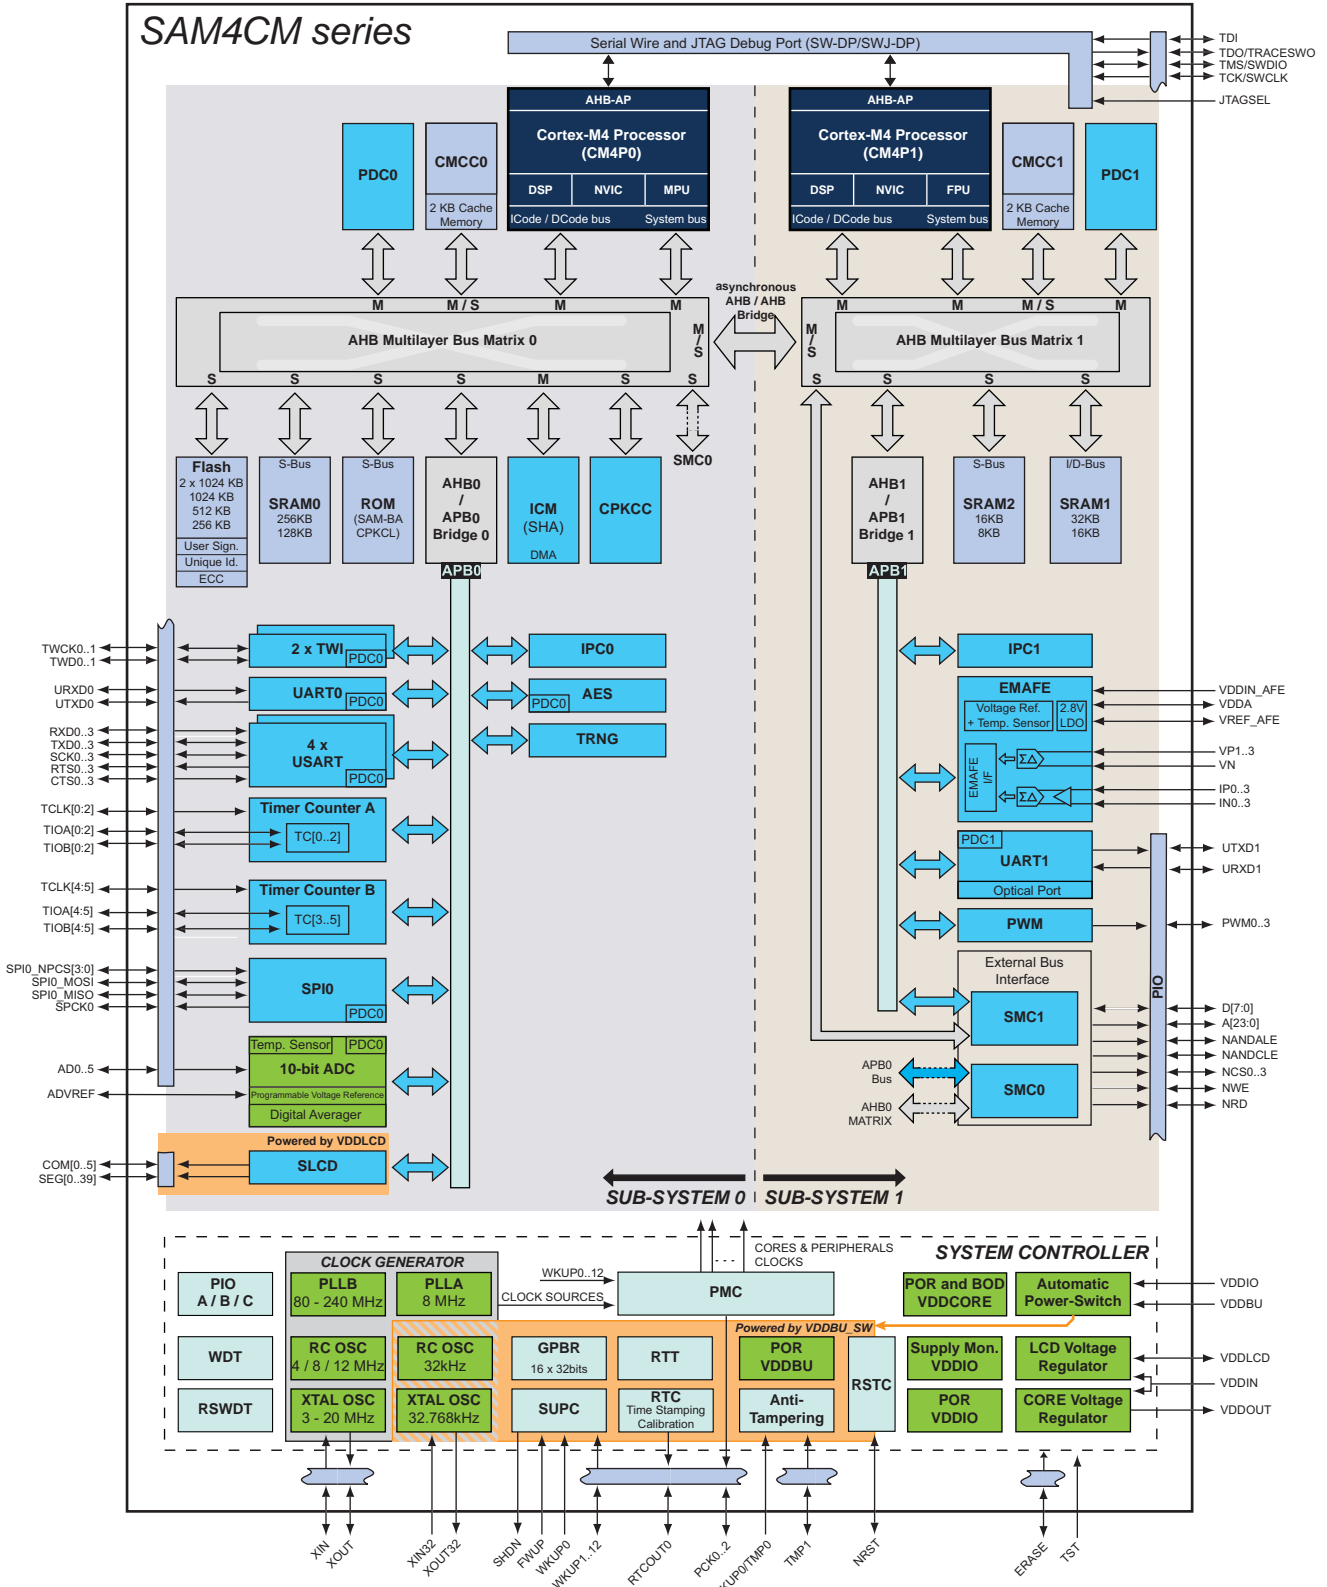 SAM4CM series
Serial Wire and JTAG Debug Port (SW-DP/SWJ-DP)
TDI
TDO/TRACESWO
TMS/SWDIO
TCK/SWCLK
JTAGSEL
PDC0
CMCC0
2 KB Cache
Memory
AHB-AP
Cortex-M4 Processor
(CM4P0)
DSP
NVIC
MPU
ICode / DCode bus
System bus
AHB-AP
Cortex-M4 Processor
(CM4P1)
DSP
NVIC
FPU
ICode / DCode bus
System bus
CMCC1
2 KB Cache
Memory
PDC1
asynchronous
AHB / AHB
Bridge
M
M / S
M
M
AHB Multilayer Bus Matrix 0
M
/
S
S
S
S
S
M
S
S
M
M
M / S
M
M
/
S
AHB Multilayer Bus Matrix 1
S
S
S
S
SMC0
Flash
2 x 1024 KB
1024 KB
512 KB
256 KB
User Sign.
Unique Id.
ECC
S-Bus
SRAM0
256KB
128KB
S-Bus
ROM
(SAM-BA
CPKCL)
AHB0
/
APB0
Bridge 0
APB0
ICM
(SHA)
DMA
CPKCC
AHB1
/
APB1
Bridge 1
APB1
S-Bus
SRAM2
16KB
8KB
I/D-Bus
SRAM1
32KB
16KB
TWCK0..1
TWD0..1
2 x TWI
PDC0
IPC0
URXD0
UTXD0
UART0
PDC0
AES
PDC0
RXD0..3
TXD0..3
SCK0..3
RTS0..3
CTS0..3
4 x
USART
PDC0
TRNG
TCLK[0:2]
TIOA[0:2]
TIOB[0:2]
Timer Counter A
TC[0..2]
TCLK[4:5]
TIOA[4:5]
TIOB[4:5]
Timer Counter B
TC[3..5]
SPI0_NPCS[3:0]
SPI0_MOSI
SPI0_MISO
SPCK0
SPI0
PDC0
AD0..5
ADVREF
Temp. Sensor
PDC0
10-bit ADC
Programmable Voltage Reference
Digital Averager
Powered by VDDLCD
COM[0..5]
SEG[0..39]
SLCD
IPC1
EMAFE
Voltage Ref.
+ Temp. Sensor
2.8V
LDO
EMAFE
I/F
ΣΔ
ΣΔ
VDDIN_AFE
VDDA
VREF_AFE
VP1..3
VN
IP0..3
IN0..3
PDC1
UART1
Optical Port
UTXD1
URXD1
PWM
PWM0..3
External Bus
Interface
SMC1
SMC0
PIO
APB0
Bus
AHB0
MATRIX
D[7:0]
A[23:0]
NANDALE
NANDCLE
NCS0..3
NWE
NRD
SUB-SYSTEM 0
SUB-SYSTEM 1
CORES & PERIPHERALS
CLOCKS
SYSTEM CONTROLLER
PIO
A / B / C
WDT
RSWDT
CLOCK GENERATOR
PLLB
80 - 240 MHz
PLLA
8 MHz
RC OSC
4 / 8 / 12 MHz
RC OSC
32kHz
XTAL OSC
3 - 20 MHz
XTAL OSC
32.768kHz
WKUP0..12
CLOCK SOURCES
PMC
Powered by VDDBU_SW
GPBR
16 x 32bits
RTT
POR
VDDBU
SUPC
RTC
Time Stamping
Calibration
Anti-
Tampering
RSTC
POR and BOD
VDDCORE
Automatic
Power-Switch
Supply Mon.
VDDIO
LCD Voltage
Regulator
POR
VDDIO
CORE Voltage
Regulator
VDDIO
VDDBU
VDDLCD
VDDIN
VDDOUT
XIN
XOUT
XIN32
XOUT32
SHDN
FWUP
WKUP0
WKUP1..12
RTCOUT0
PCK0..2
KUP0/TMP0
TMP1
NRST
ERASE
TST